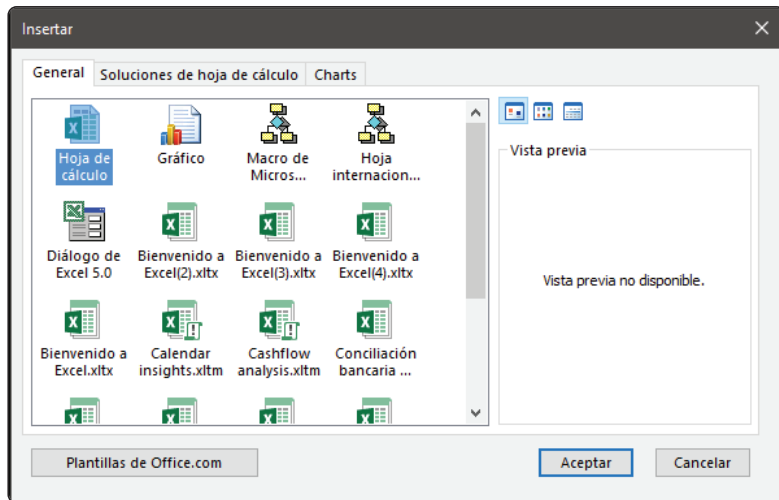 Insertar
General Soluciones de hoja de cálculo Charts
Hoja de
cálculo
Gráfico
Macro de
Micros...
Hoja
internacion...
Vista previa
Vista previa no disponible.
Diálogo de
Excel 5.0
Bienvenido a
Excel(2).xltx
Bienvenido a
Excel(3).xltx
Bienvenido a
Excel(4).xltx
Bienvenido a
Excel.xltx
Calendar
insights.xltm
Cashflow
analysis.xltm
Conciliación
bancaria ...
Plantillas de Office.com
Aceptar
Cancelar